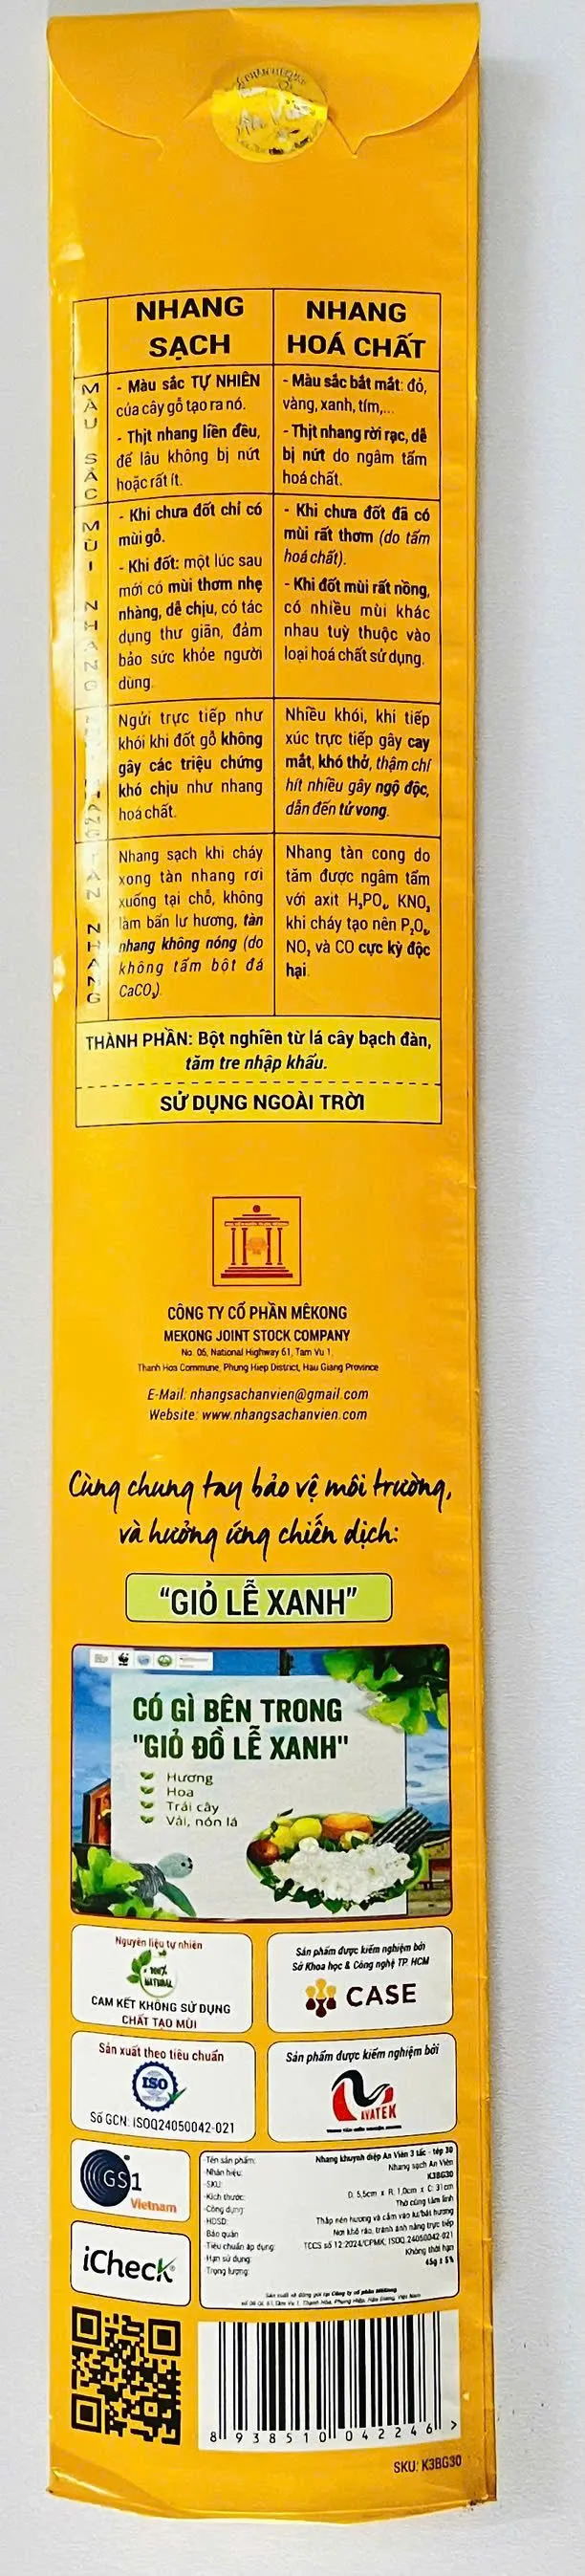 An Viên
NHANG
SẠCH
NHANG
HOÁ CHẤT
MÀU SẮC
- Màu sắc TỰ NHIÊN
của cây gỗ tạo ra nó.
- Thịt nhang liền đều,
để lâu không bị nứt
hoặc rất ít.
- Màu sắc bắt mắt: đỏ,
vàng, xanh, tím,...
- Thịt nhang rời rạc, dễ
bị nứt do ngâm tẩm
hoá chất.
MÙI NHANG
- Khi chưa đốt chỉ có
mùi gỗ.
- Khi đốt: một lúc sau
mới có mùi thơm nhẹ
nhàng, dễ chịu, có tác
dụng thư giãn, đảm
bảo sức khỏe người
dùng.
- Khi chưa đốt đã có
mùi rất thơm (do tẩm
hoá chất).
- Khi đốt mùi rất nồng,
có nhiều mùi khác
nhau tuỳ thuộc vào
loại hoá chất sử dụng.
Ngửi trực tiếp như
khói khi đốt gỗ không
gây các triệu chứng
khó chịu như nhang
hoá chất.
Nhiều khói, khi tiếp
xúc trực tiếp gây cay
mắt, khó thở, thậm chí
hít nhiều gây ngộ độc,
dẫn đến tử vong.
TÀN NHANG
Nhang sạch khi cháy
xong tàn nhang rơi
xuống tại chỗ, không
làm bẩn lư hương, tàn
nhang không nóng (do
không tẩm bột đá
CaCO₃).
Nhang tàn cong do
tăm được ngâm tẩm
với axit H₃PO₄, KNO₃
khi cháy tạo nên P₂O₅,
NO₂ và CO cực kỳ độc
hại.
THÀNH PHẦN: Bột nghiền từ lá cây bạch đàn,
tăm tre nhập khẩu.
SỬ DỤNG NGOÀI TRỜI
CÔNG TY CỔ PHẦN MÊKONG
MEKONG JOINT STOCK COMPANY
No. 06, National Highway 61, Tam Vu 1,
Thanh Hoa Commune, Phung Hiep District, Hau Giang Province
E-Mail: nhangsachanvien@gmail.com
Website: www.nhangsachanvien.com
Cùng chung tay bảo vệ môi trường,
và hưởng ứng chiến dịch:
“GIỎ LỄ XANH”
CÓ GÌ BÊN TRONG
"GIỎ ĐỒ LỄ XANH"
Hương
Hoa
Trái cây
Vải, nón lá
Nguyên liệu tự nhiên
100%
NATURAL
CAM KẾT KHÔNG SỬ DỤNG
CHẤT TẠO MÙI
Sản phẩm được kiểm nghiệm bởi
Sở Khoa học & Công nghệ TP. HCM
CASE
Sản xuất theo tiêu chuẩn
ISO
Số GCN: ISOQ24050042-021
Sản phẩm được kiểm nghiệm bởi
AVATEK
GS1
Vietnam
iCheck
Tên sản phẩm: Nhang khuynh diệp An Viên 3 tấc - tép 30
Nhãn hiệu: Nhang sạch An Viên
SKU: K3BG30
Kích thước: D: 5,5cm x R: 1,0cm x C: 31cm
Công dụng: Thờ cúng tâm linh
HDSD: Thắp nén hương và cắm vào lư/bát hương
Bảo quản: Nơi khô ráo, tránh ánh nắng trực tiếp
Tiêu chuẩn áp dụng: TCCS số 12:2024/CPMK, ISOQ 24050042-021
Hạn sử dụng: Không thời hạn
Trọng lượng: 45g ± 5%
8 938510 042246 >
SKU: K3BG30